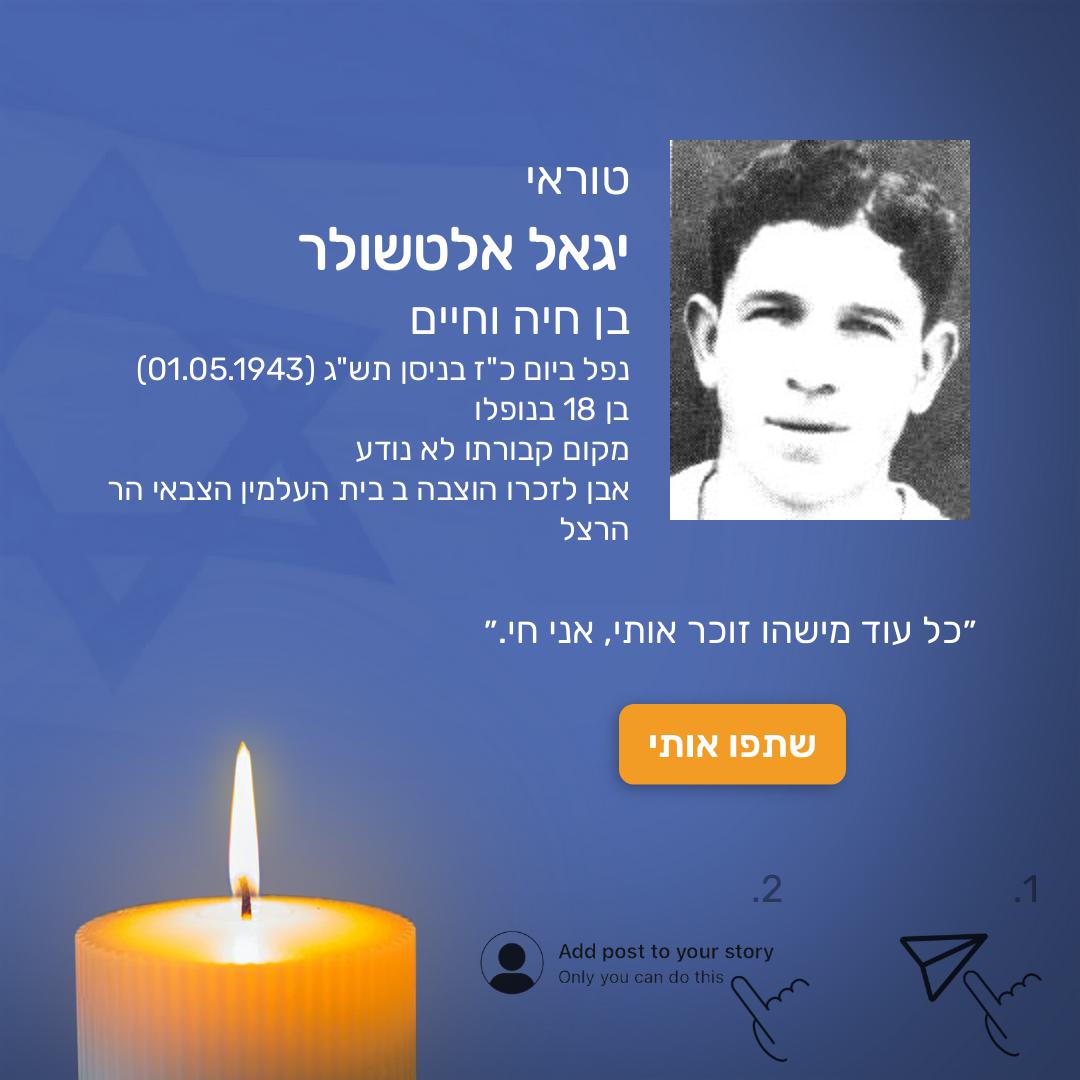 טוראי
יגאל אלטשולר
בן חיה וחיים
נפל ביום כ"ז בניסן תש"ג (01.05.1943)
בן 18 בנופלו
מקום קבורתו לא נודע
אבן לזכרו הוצבה ב בית העלמין הצבאי הר
הרצל
״כל עוד מישהו זוכר אותי, אני חי.״
שתפו אותי
1.
2.
Add post to your story
Only you can do this